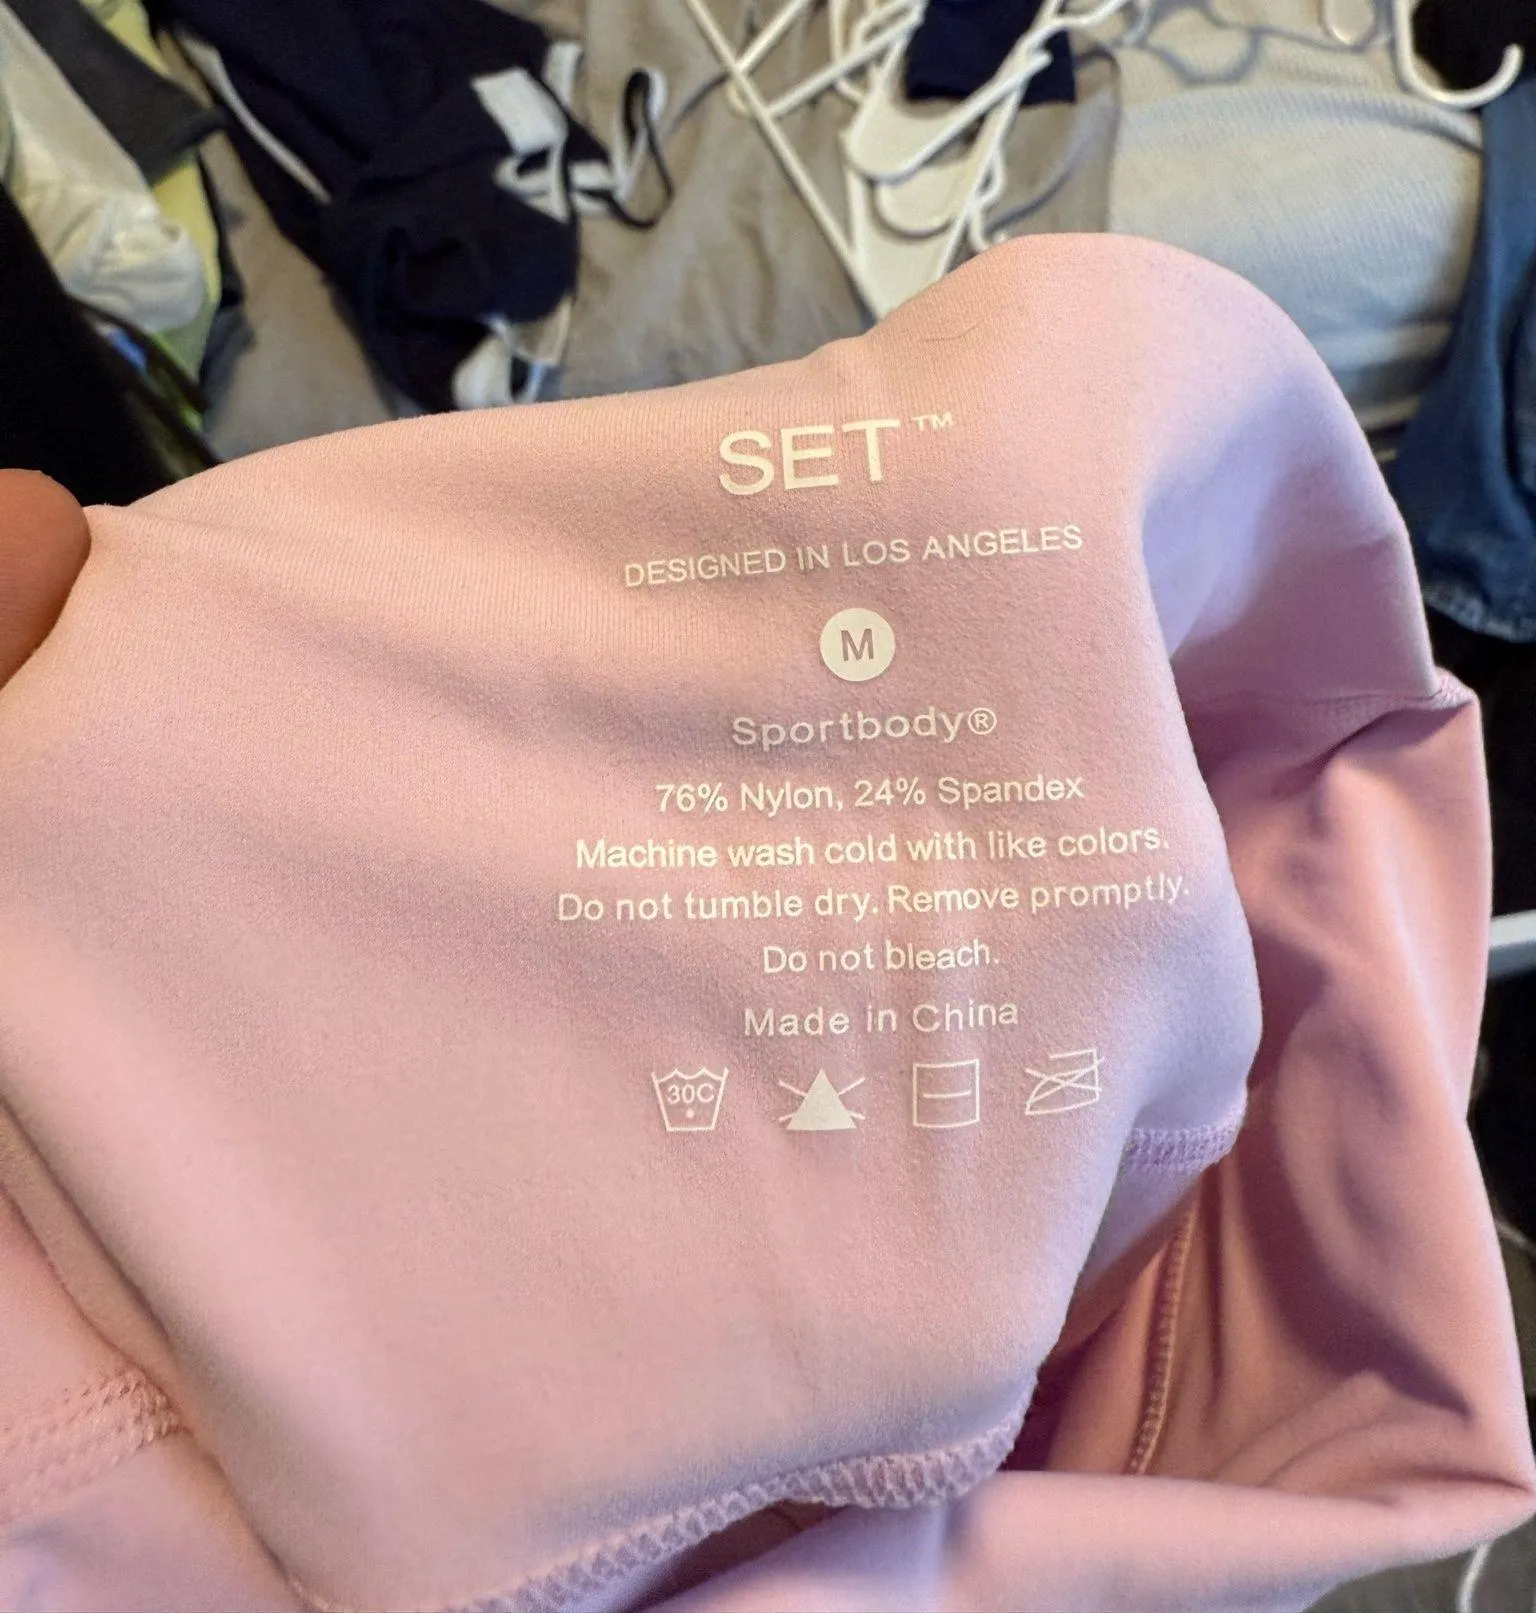 SET™
DESIGNED IN LOS ANGELES
M
Sportbody®
76% Nylon, 24% Spandex
Machine wash cold with like colors.
Do not tumble dry. Remove promptly.
Do not bleach.
Made in China
30C